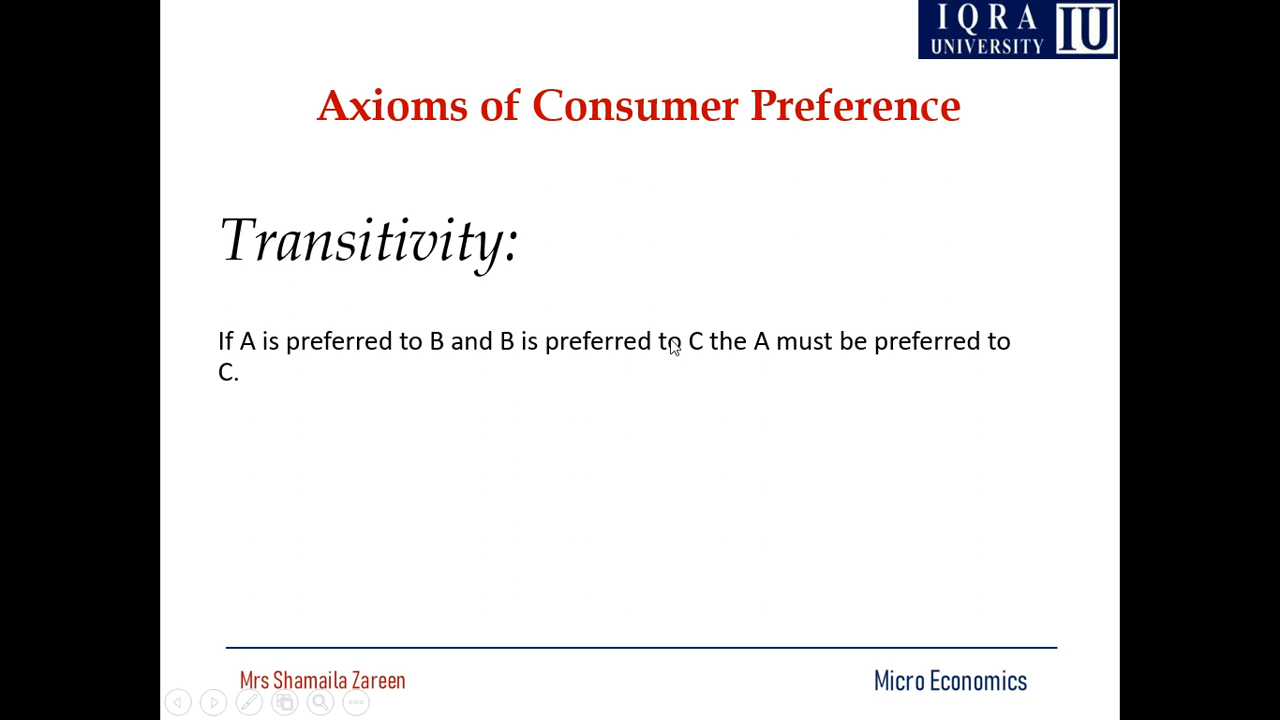 IQRA
UNIVERSITY
IU
Axioms of Consumer Preference
Transitivity:
If A is preferred to B and B is preferred to C the A must be preferred to
C.
Mrs Shamaila Zareen
Micro Economics